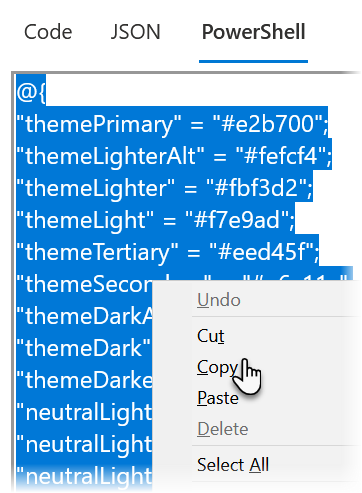 Code JSON PowerShell
@{
"themePrimary" = "#e2b700";
"themeLighterAlt" = "#fefcf4";
"themeLighter" = "#fbf3d2";
"themeLight" = "#f7e9ad";
"themeTertiary" = "#eed45f";
"themeSecon
"themeDarkA
"themeDark"
"themeDarke
"neutralLight
"neutralLight
"neutralLight
Undo
Cut
Copy
Paste
Delete
Select All